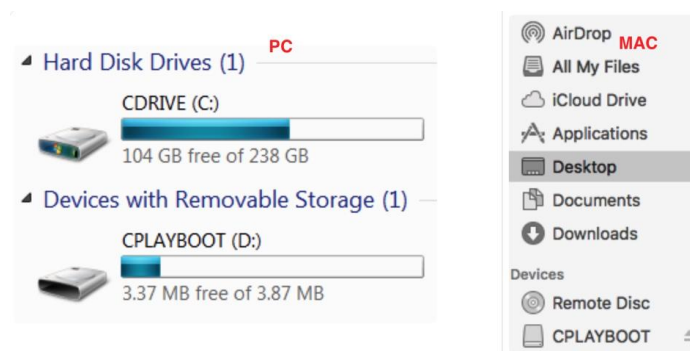 PC
Hard Disk Drives (1)
CDRIVE (C:)
104 GB free of 238 GB
Devices with Removable Storage (1)
CPLAYBOOT (D:)
3.37 MB free of 3.87 MB
AirDrop
MAC
All My Files
iCloud Drive
Applications
Desktop
Documents
Downloads
Devices
Remote Disc
CPLAYBOOT